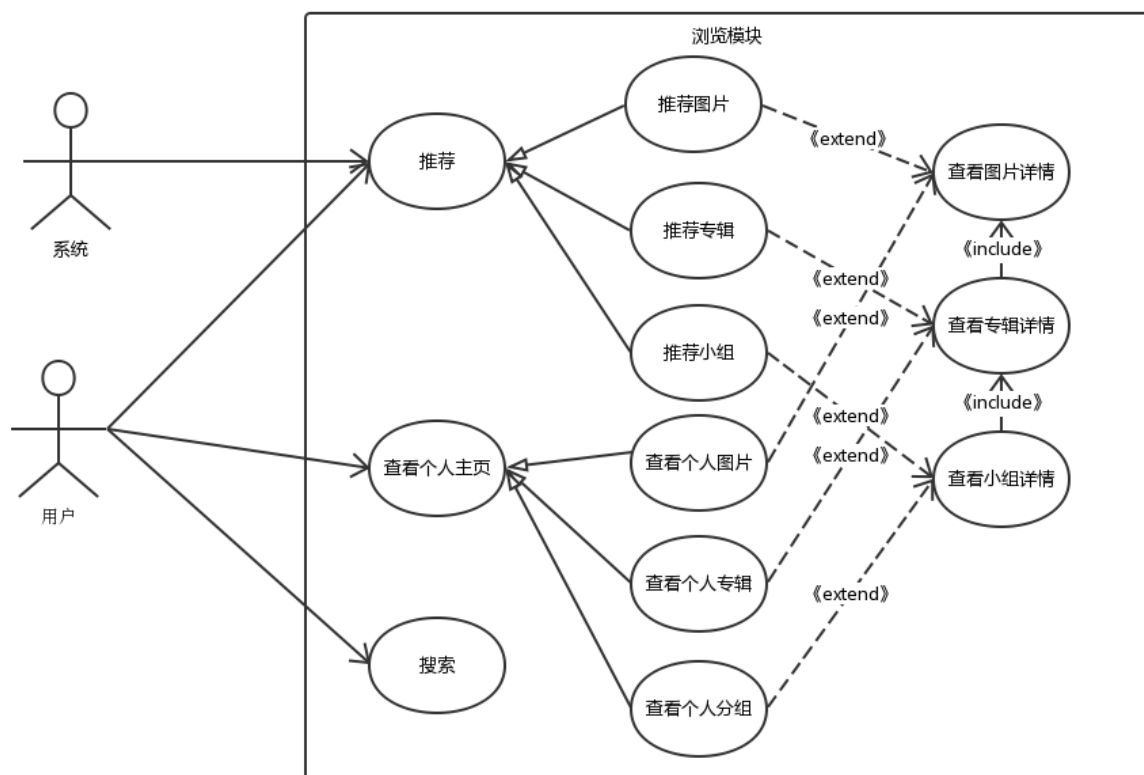 浏览模块
推荐图片
《extend》
推荐
查看图片详情
系统
推荐专辑
《include》
《extend》
《extend》
查看专辑详情
推荐小组
《include》
《extend》
用户
查看个人主页
查看个人图片
《extend》
查看小组详情
查看个人专辑
《extend》
搜索
查看个人分组